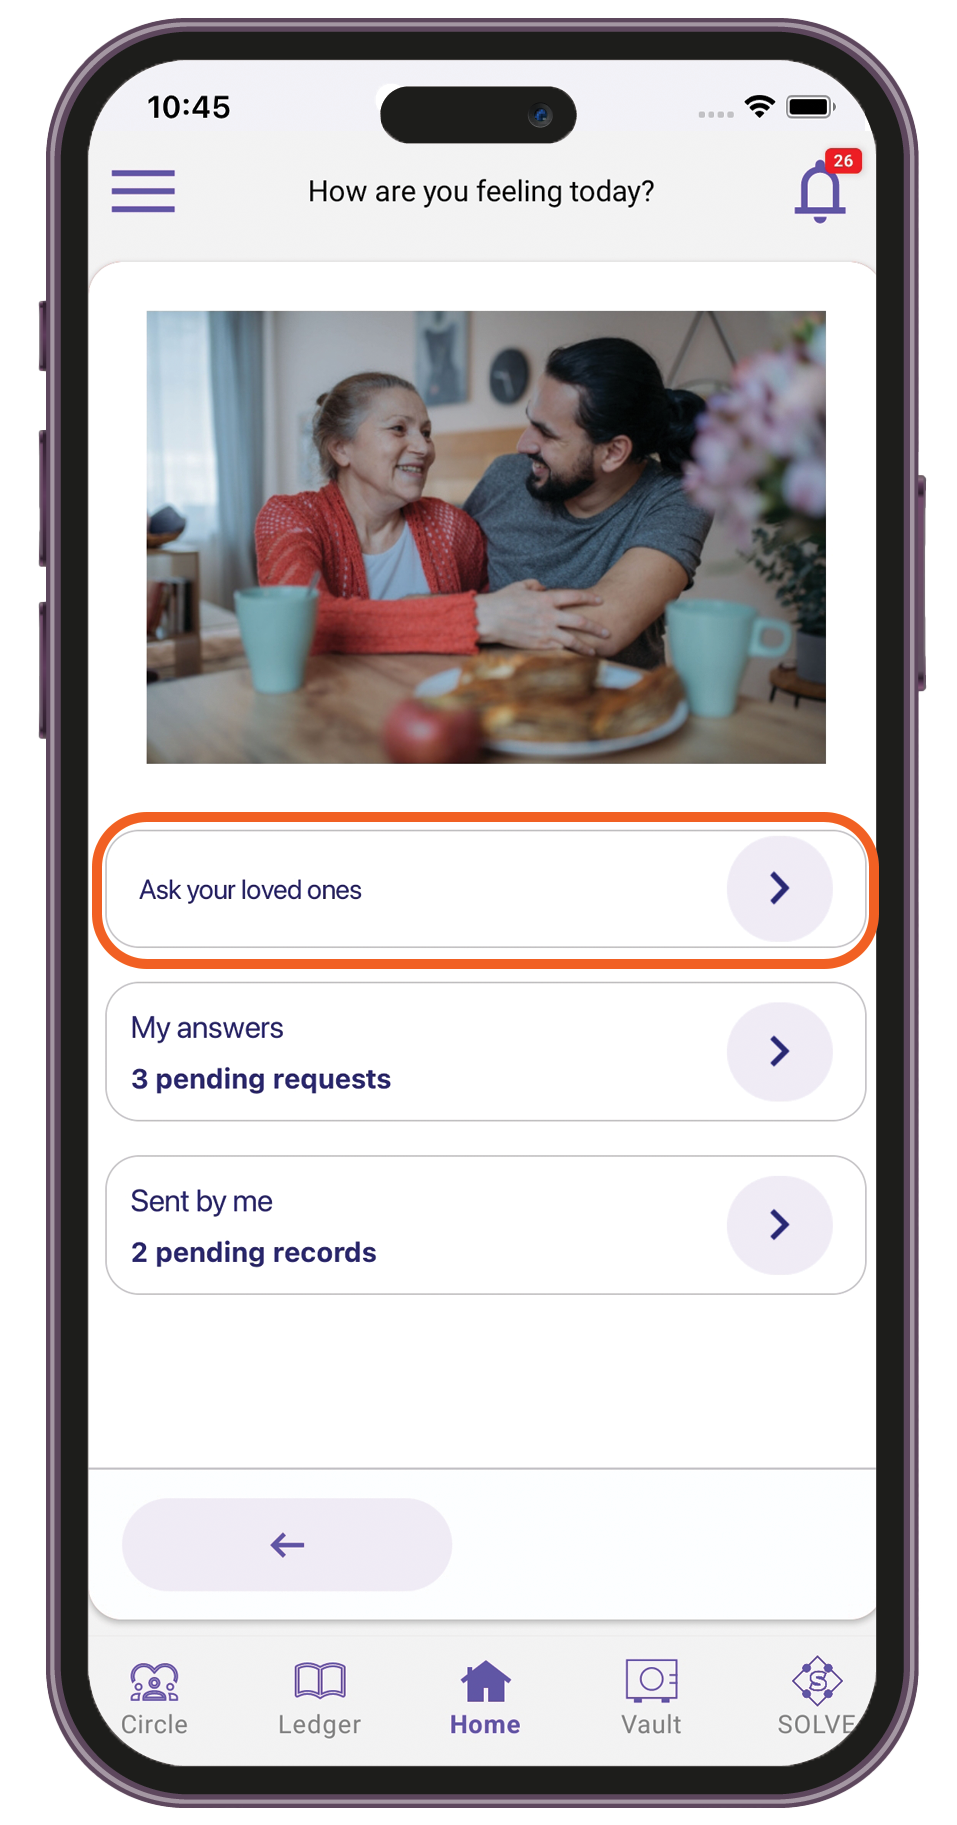 10:45
26
How are you feeling today?
Ask your loved ones
My answers
3 pending requests
Sent by me
2 pending records
Circle
Ledger
Home
Vault
SOLVE
S